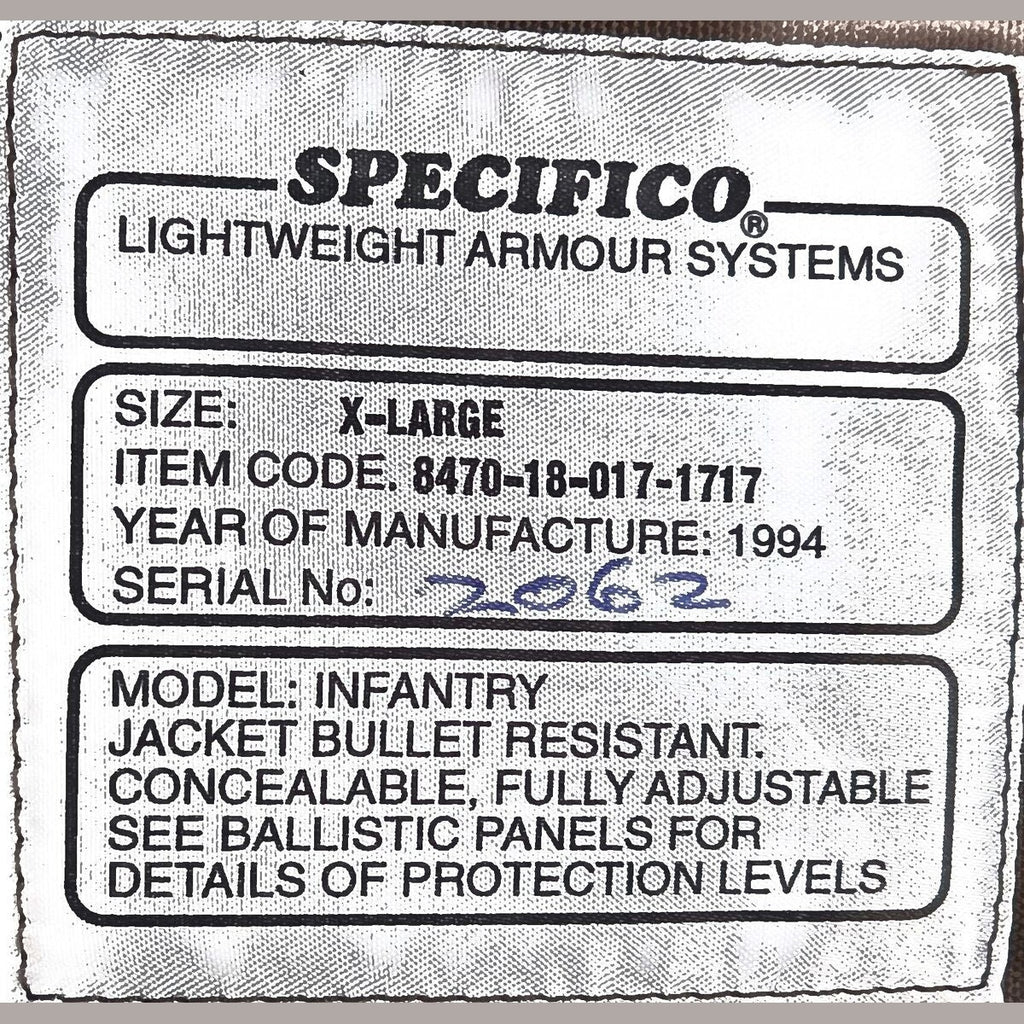 SPECIFICO®
LIGHTWEIGHT ARMOUR SYSTEMS
SIZE: X-LARGE
ITEM CODE. 8470-18-017-1717
YEAR OF MANUFACTURE: 1994
SERIAL No: 2062
MODEL: INFANTRY
JACKET BULLET RESISTANT.
CONCEALABLE, FULLY ADJUSTABLE
SEE BALLISTIC PANELS FOR
DETAILS OF PROTECTION LEVELS